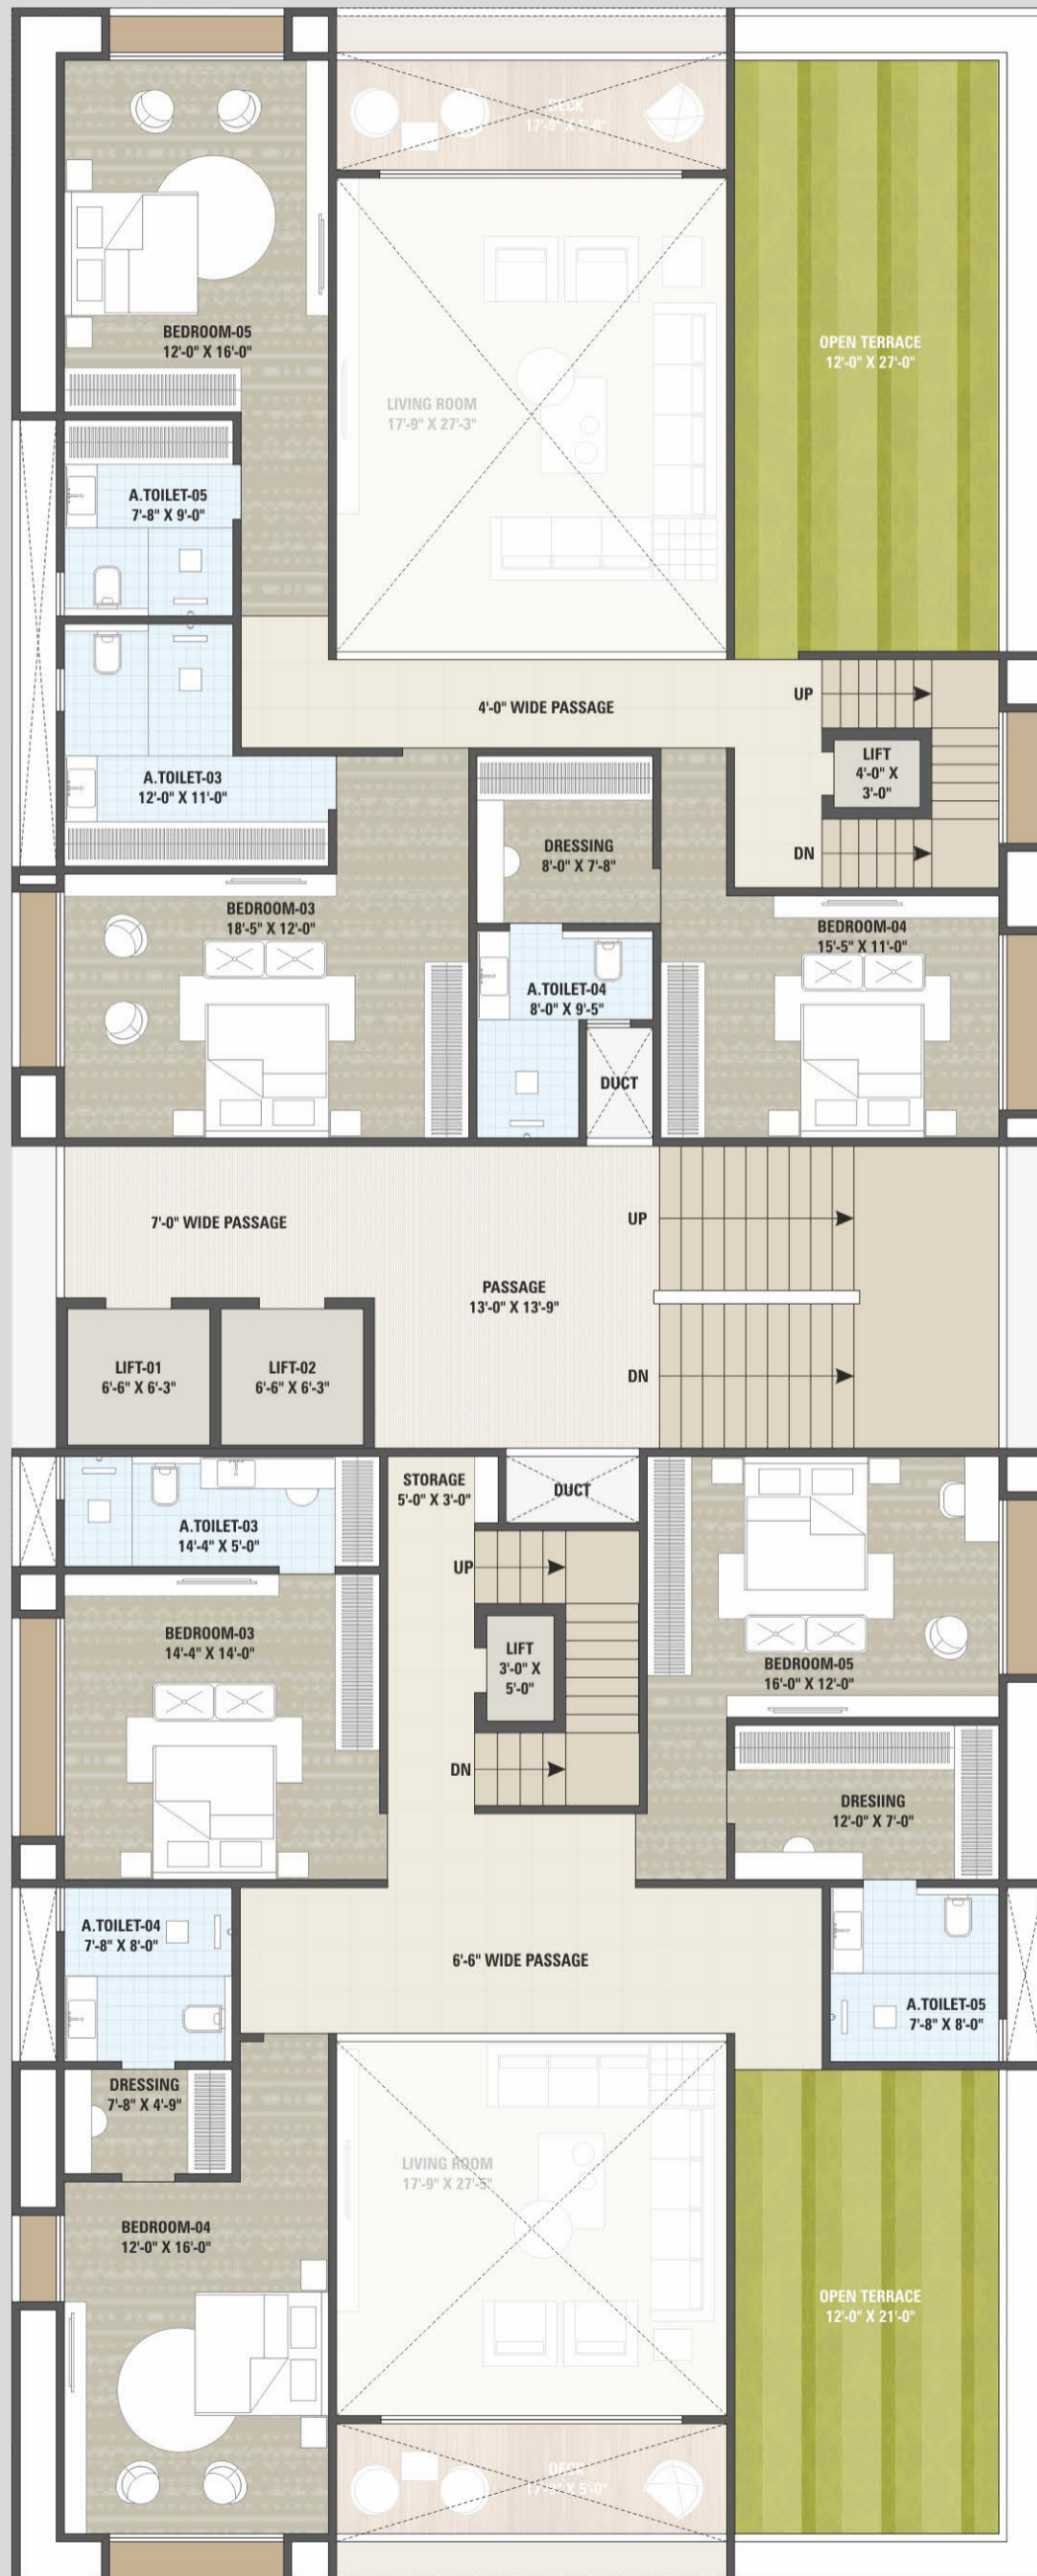 DECK
17'-9" X 5'-0"
BEDROOM-05
12'-0" X 16'-0"
OPEN TERRACE
12'-0" X 27'-0"
LIVING ROOM
17'-9" X 27'-3"
A.TOILET-05
7'-8" X 9'-0"
4'-0" WIDE PASSAGE
UP
LIFT
4'-0" X
3'-0"
DN
A.TOILET-03
12'-0" X 11'-0"
DRESSING
8'-0" X 7'-8"
BEDROOM-03
18'-5" X 12'-0"
BEDROOM-04
15'-5" X 11'-0"
A.TOILET-04
8'-0" X 9'-5"
DUCT
7'-0" WIDE PASSAGE
UP
PASSAGE
13'-0" X 13'-9"
LIFT-01
6'-6" X 6'-3"
LIFT-02
6'-6" X 6'-3"
DN
STORAGE
5'-0" X 3'-0"
DUCT
A.TOILET-03
14'-4" X 5'-0"
UP
BEDROOM-03
14'-4" X 14'-0"
LIFT
3'-0" X
5'-0"
BEDROOM-05
16'-0" X 12'-0"
DN
DRESIING
12'-0" X 7'-0"
A.TOILET-04
7'-8" X 8'-0"
6'-6" WIDE PASSAGE
A.TOILET-05
7'-8" X 8'-0"
DRESSING
7'-8" X 4'-9"
LIVING ROOM
17'-9" X 27'-5"
BEDROOM-04
12'-0" X 16'-0"
OPEN TERRACE
12'-0" X 21'-0"
DECK
17'-9" X 5'-0"